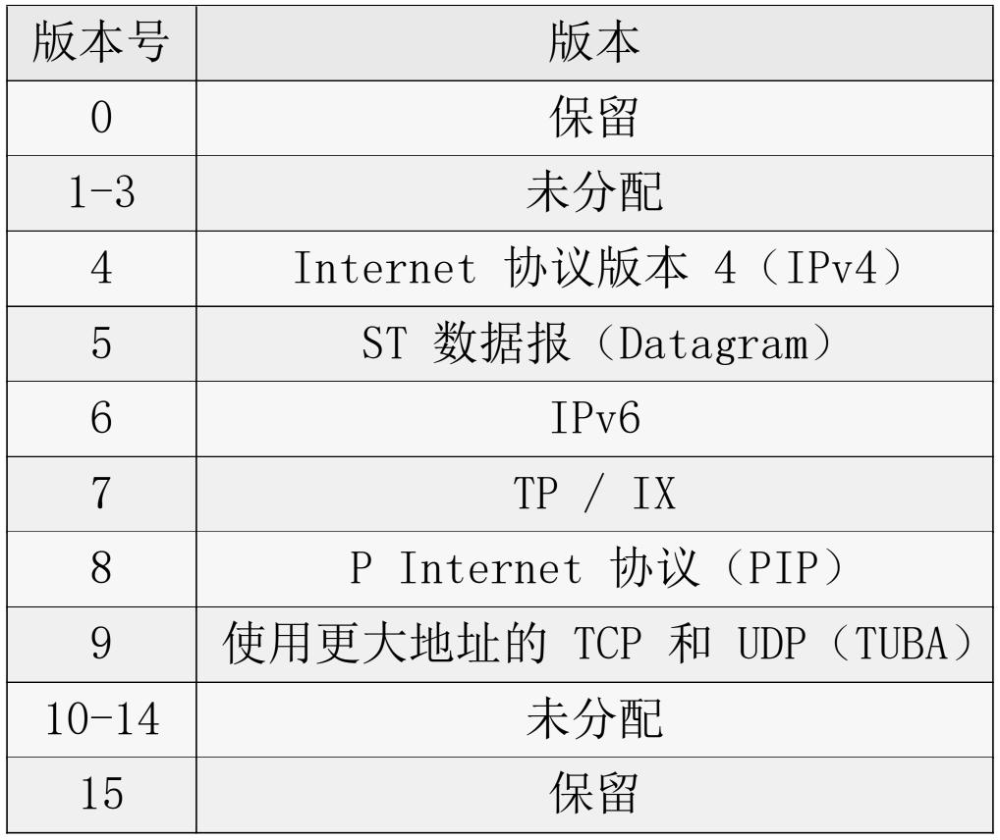 版本号 版本
0 保留
1-3 未分配
4 Internet 协议版本 4（IPv4）
5 ST 数据报（Datagram）
6 IPv6
7 TP / IX
8 P Internet 协议（PIP）
9 使用更大地址的 TCP 和 UDP（TUBA）
10-14 未分配
15 保留